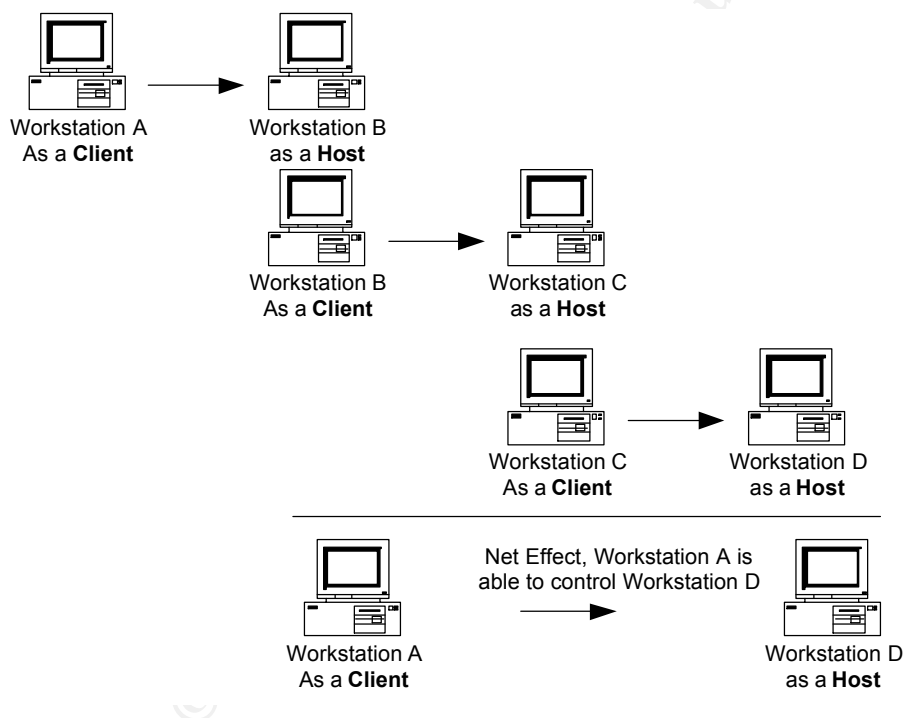 Workstation A
As a Client
Workstation B
as a Host
Workstation B
As a Client
Workstation C
as a Host
Workstation C
As a Client
Workstation D
as a Host
Net Effect, Workstation A is
able to control Workstation D
Workstation A
As a Client
Workstation D
as a Host